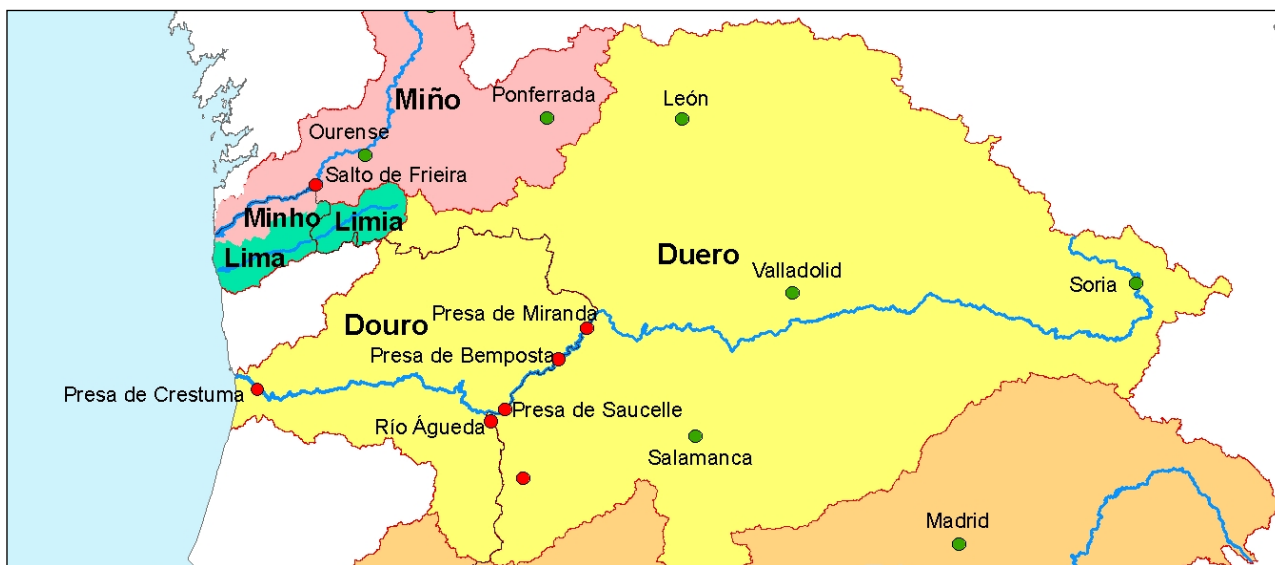 Miño
Ponferrada
León
Ourense
Salto de Frieira
Minho
Limia
Lima
Duero
Valladolid
Soria
Douro
Presa de Miranda
Presa de Bemposta
Presa de Crestuma
Presa de Saucelle
Río Águeda
Salamanca
Madrid